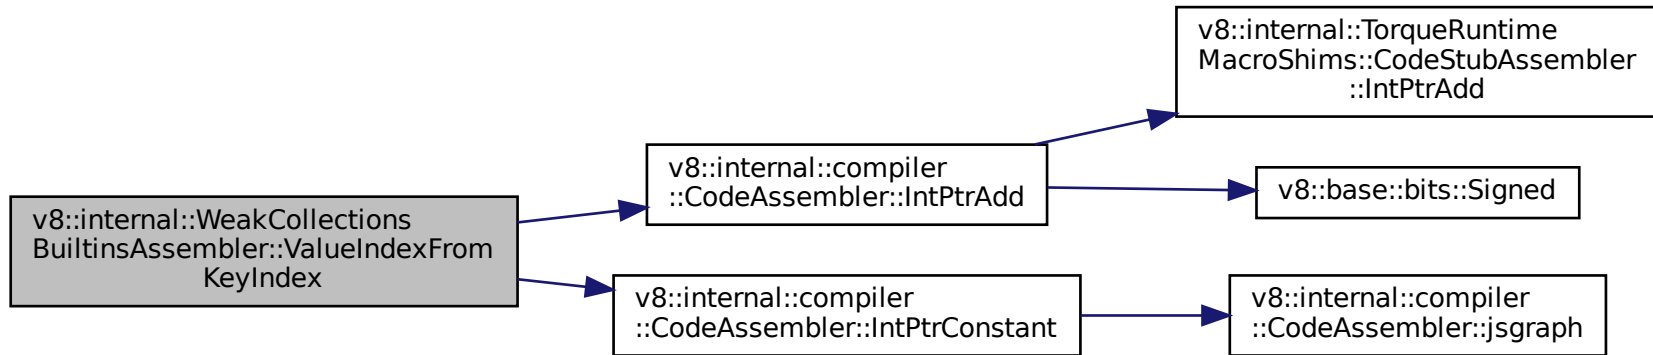 v8::internal::WeakCollections
BuiltinsAssembler::ValueIndexFrom
KeyIndex
v8::internal::compiler
::CodeAssembler::IntPtrAdd
v8::internal::TorqueRuntime
MacroShims::CodeStubAssembler
::IntPtrAdd
v8::base::bits::Signed
v8::internal::compiler
::CodeAssembler::IntPtrConstant
v8::internal::compiler
::CodeAssembler::jsgraph